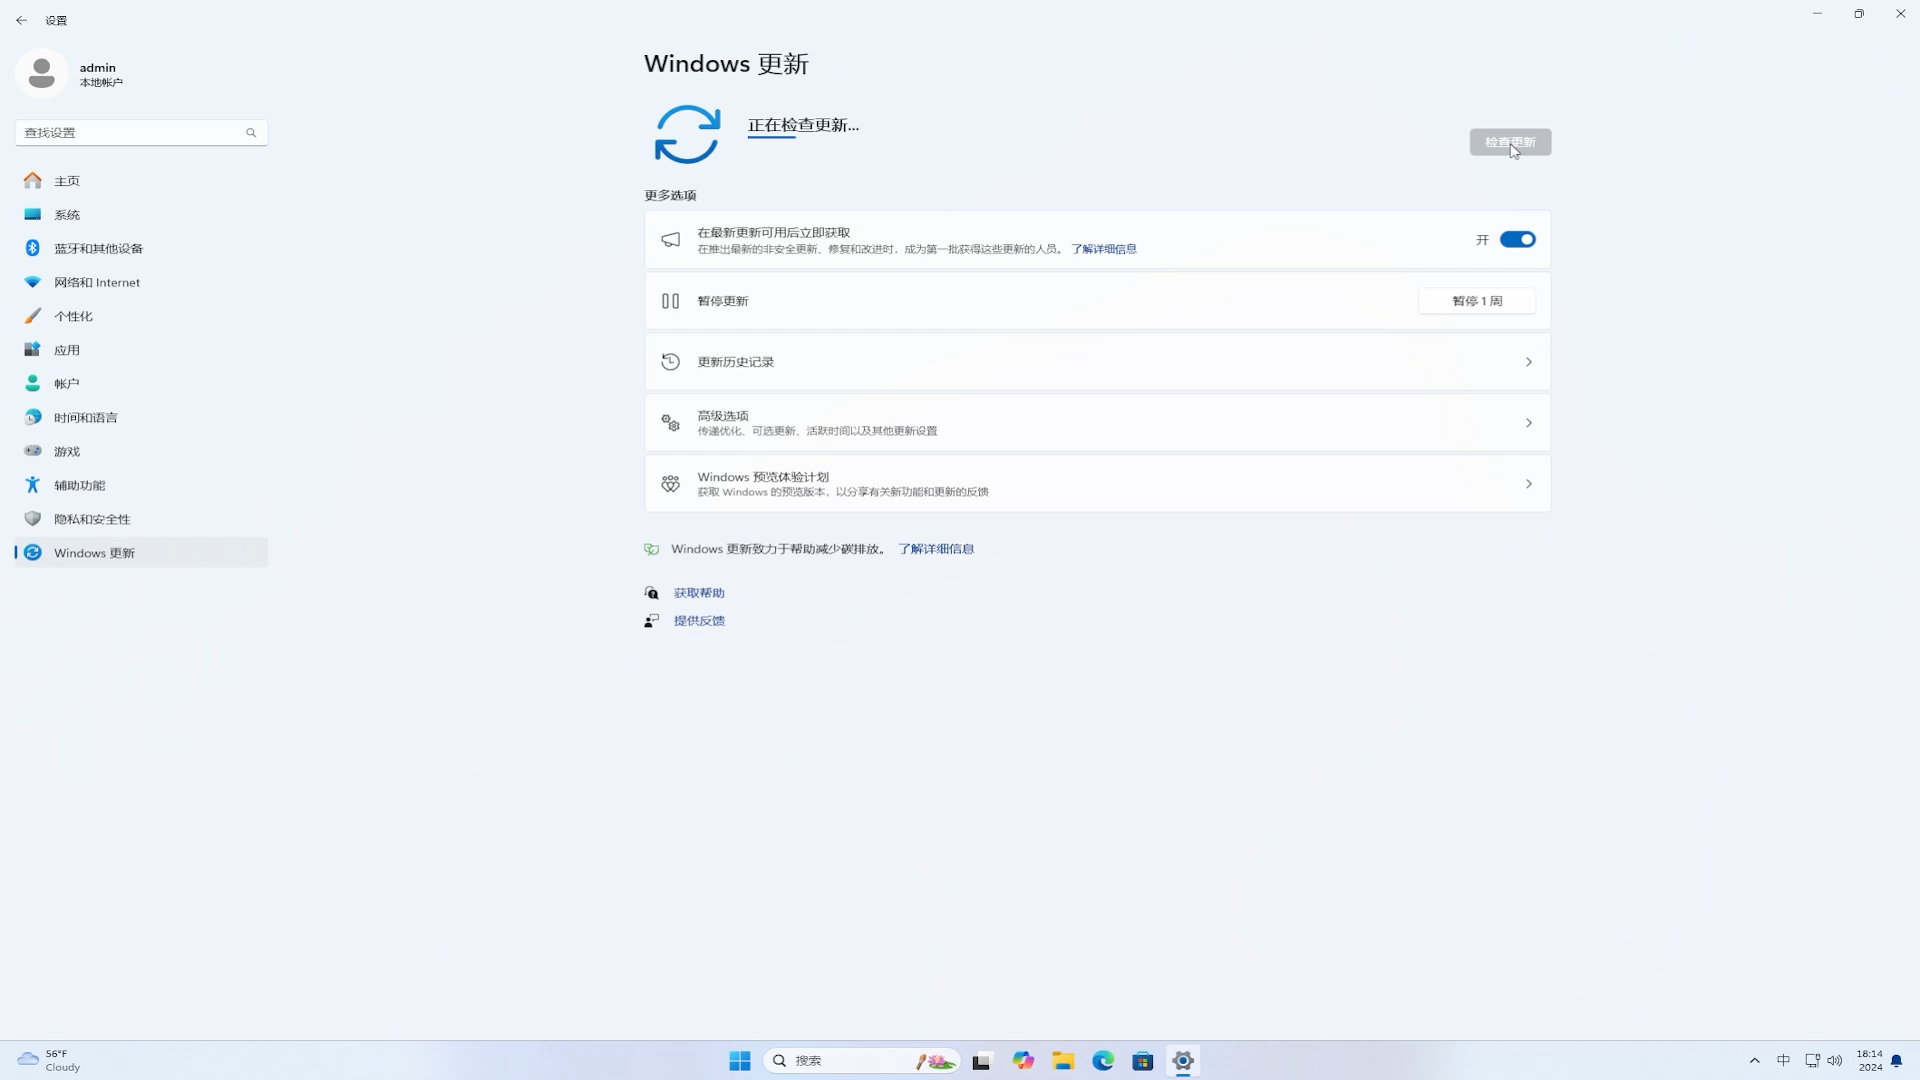 设置
admin
本地帐户
查找设置
主页
系统
蓝牙和其他设备
网络和 Internet
个性化
应用
帐户
时间和语言
游戏
辅助功能
隐私和安全性
Windows 更新
Windows 更新
正在检查更新...
检查更新
更多选项
在最新更新可用后立即获取
在推出最新的非安全更新、修复和改进时，成为第一批获得这些更新的人员。 了解详细信息
开
暂停更新
暂停 1 周
更新历史记录
高级选项
传递优化、可选更新、活跃时间以及其他更新设置
Windows 预览体验计划
获取 Windows 的预览版本，以分享有关新功能和更新的反馈
Windows 更新致力于帮助减少碳排放。 了解详细信息
获取帮助
提供反馈
56°F
Cloudy
搜索
中
18:14
2024